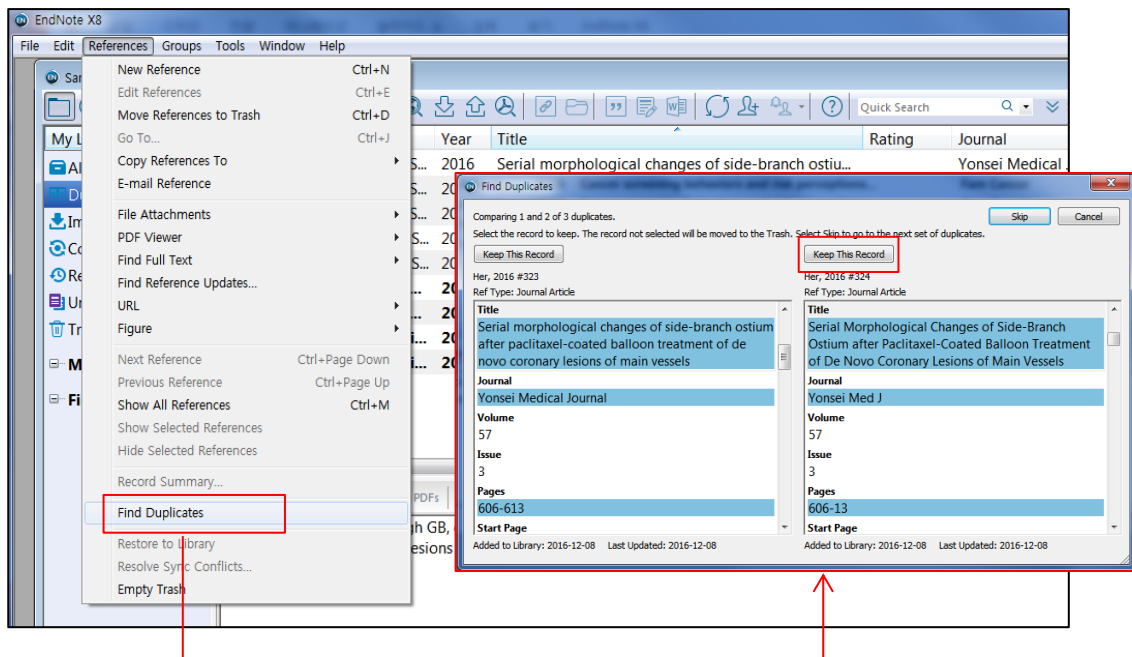 EndNote X8
File Edit References Groups Tools Window Help
New Reference Ctrl+N
Edit References Ctrl+E
Move References to Trash Ctrl+D
Go To... Ctrl+J
Copy References To
E-mail Reference
File Attachments
PDF Viewer
Find Full Text
Find Reference Updates...
URL
Figure
Next Reference Ctrl+Page Down
Previous Reference Ctrl+Page Up
Show All References Ctrl+M
Show Selected References
Hide Selected References
Record Summary...
Find Duplicates
Restore to Library
Resolve Sync Conflicts...
Empty Trash
Quick Search
My L
Year Title Rating Journal
S... 2016 Serial morphological changes of side-branch ostiu... Yonsei Medical J
PDFs
gh GB,
esions
Find Duplicates
Comparing 1 and 2 of 3 duplicates.
Skip Cancel
Select the record to keep. The record not selected will be moved to the Trash. Select Skip to go to the next set of duplicates.
Keep This Record
Her, 2016 #323
Ref Type: Journal Article
Title
Serial morphological changes of side-branch ostium
after paclitaxel-coated balloon treatment of de
novo coronary lesions of main vessels
Journal
Yonsei Medical Journal
Volume
57
Issue
3
Pages
606-613
Start Page
Added to Library: 2016-12-08 Last Updated: 2016-12-08
Keep This Record
Her, 2016 #324
Ref Type: Journal Article
Title
Serial Morphological Changes of Side-Branch
Ostium after Paclitaxel-Coated Balloon Treatment
of De Novo Coronary Lesions of Main Vessels
Journal
Yonsei Med J
Volume
57
Issue
3
Pages
606-13
Start Page
Added to Library: 2016-12-08 Last Updated: 2016-12-08